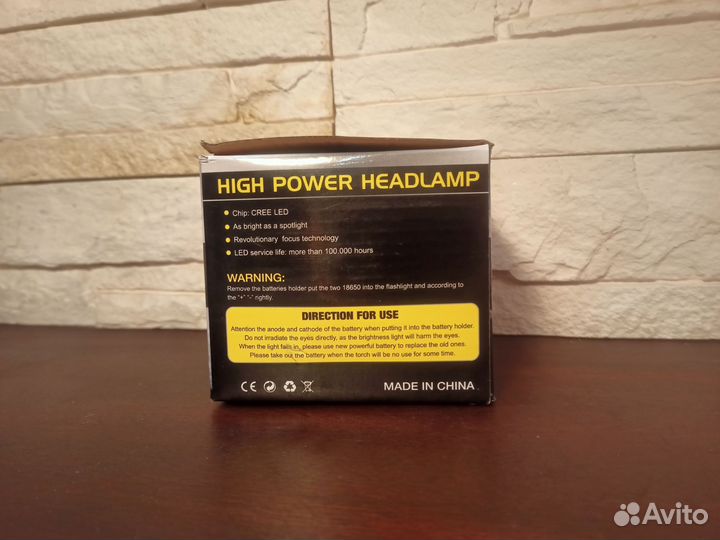 HIGH POWER HEADLAMP
Chip: CREE LED
As bright as a spotlight
Revolutionary focus technology
LED service life: more than 100.000 hours
WARNING:
Remove the batteries holder put the two 18650 into the flashlight and according to
the "+" "-" rightly.
DIRECTION FOR USE
Attention the anode and cathode of the battery when putting it into the battery holder.
Do not irradiate the eyes directly, as the brightness light will harm the eyes.
When the light fails in, please use new powerful battery to replace the old ones.
Please take out the battery when the torch will be no use for some time.
CE
MADE IN CHINA
Avito